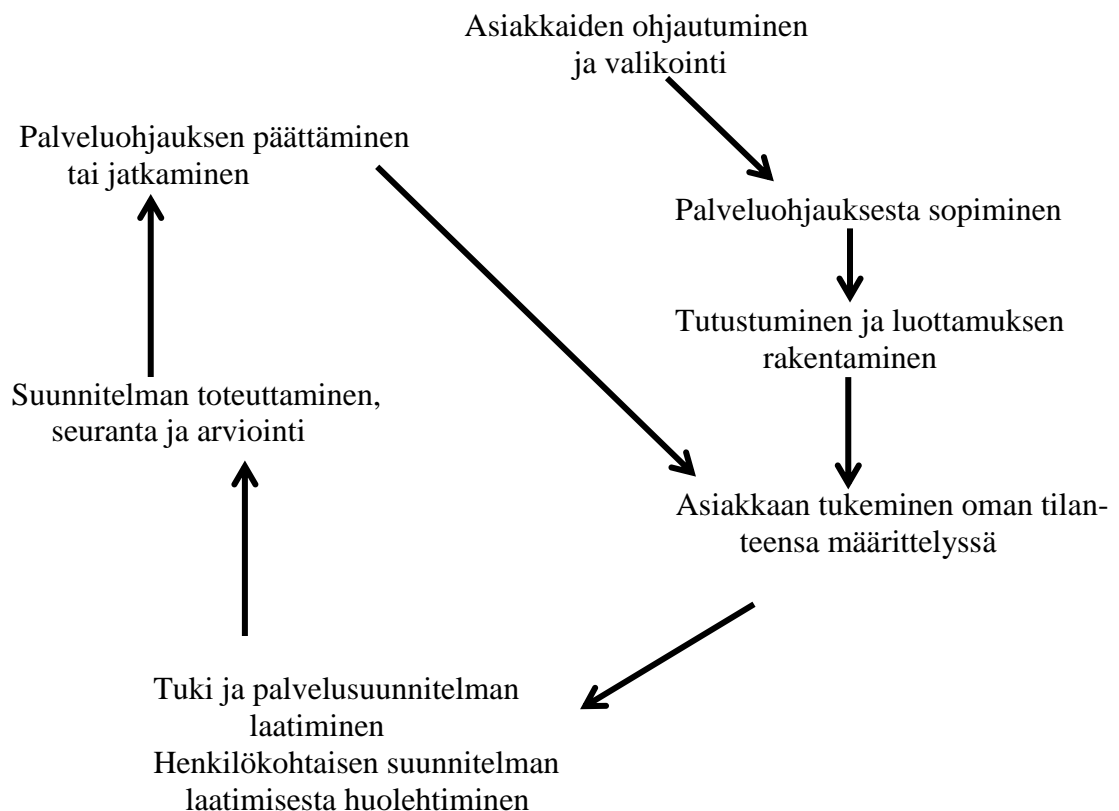 Asiakkaiden ohjautuminen
ja valikointi
Palveluohjauksen päättäminen
tai jatkaminen
Palveluohjauksesta sopiminen
Tutustuminen ja luottamuksen
rakentaminen
Suunnitelman toteuttaminen,
seuranta ja arviointi
Asiakkaan tukeminen oman tilan-
teensa määrittelyssä
Tuki ja palvelusuunnitelman
laatiminen
Henkilökohtaisen suunnitelman
laatimisesta huolehtiminen